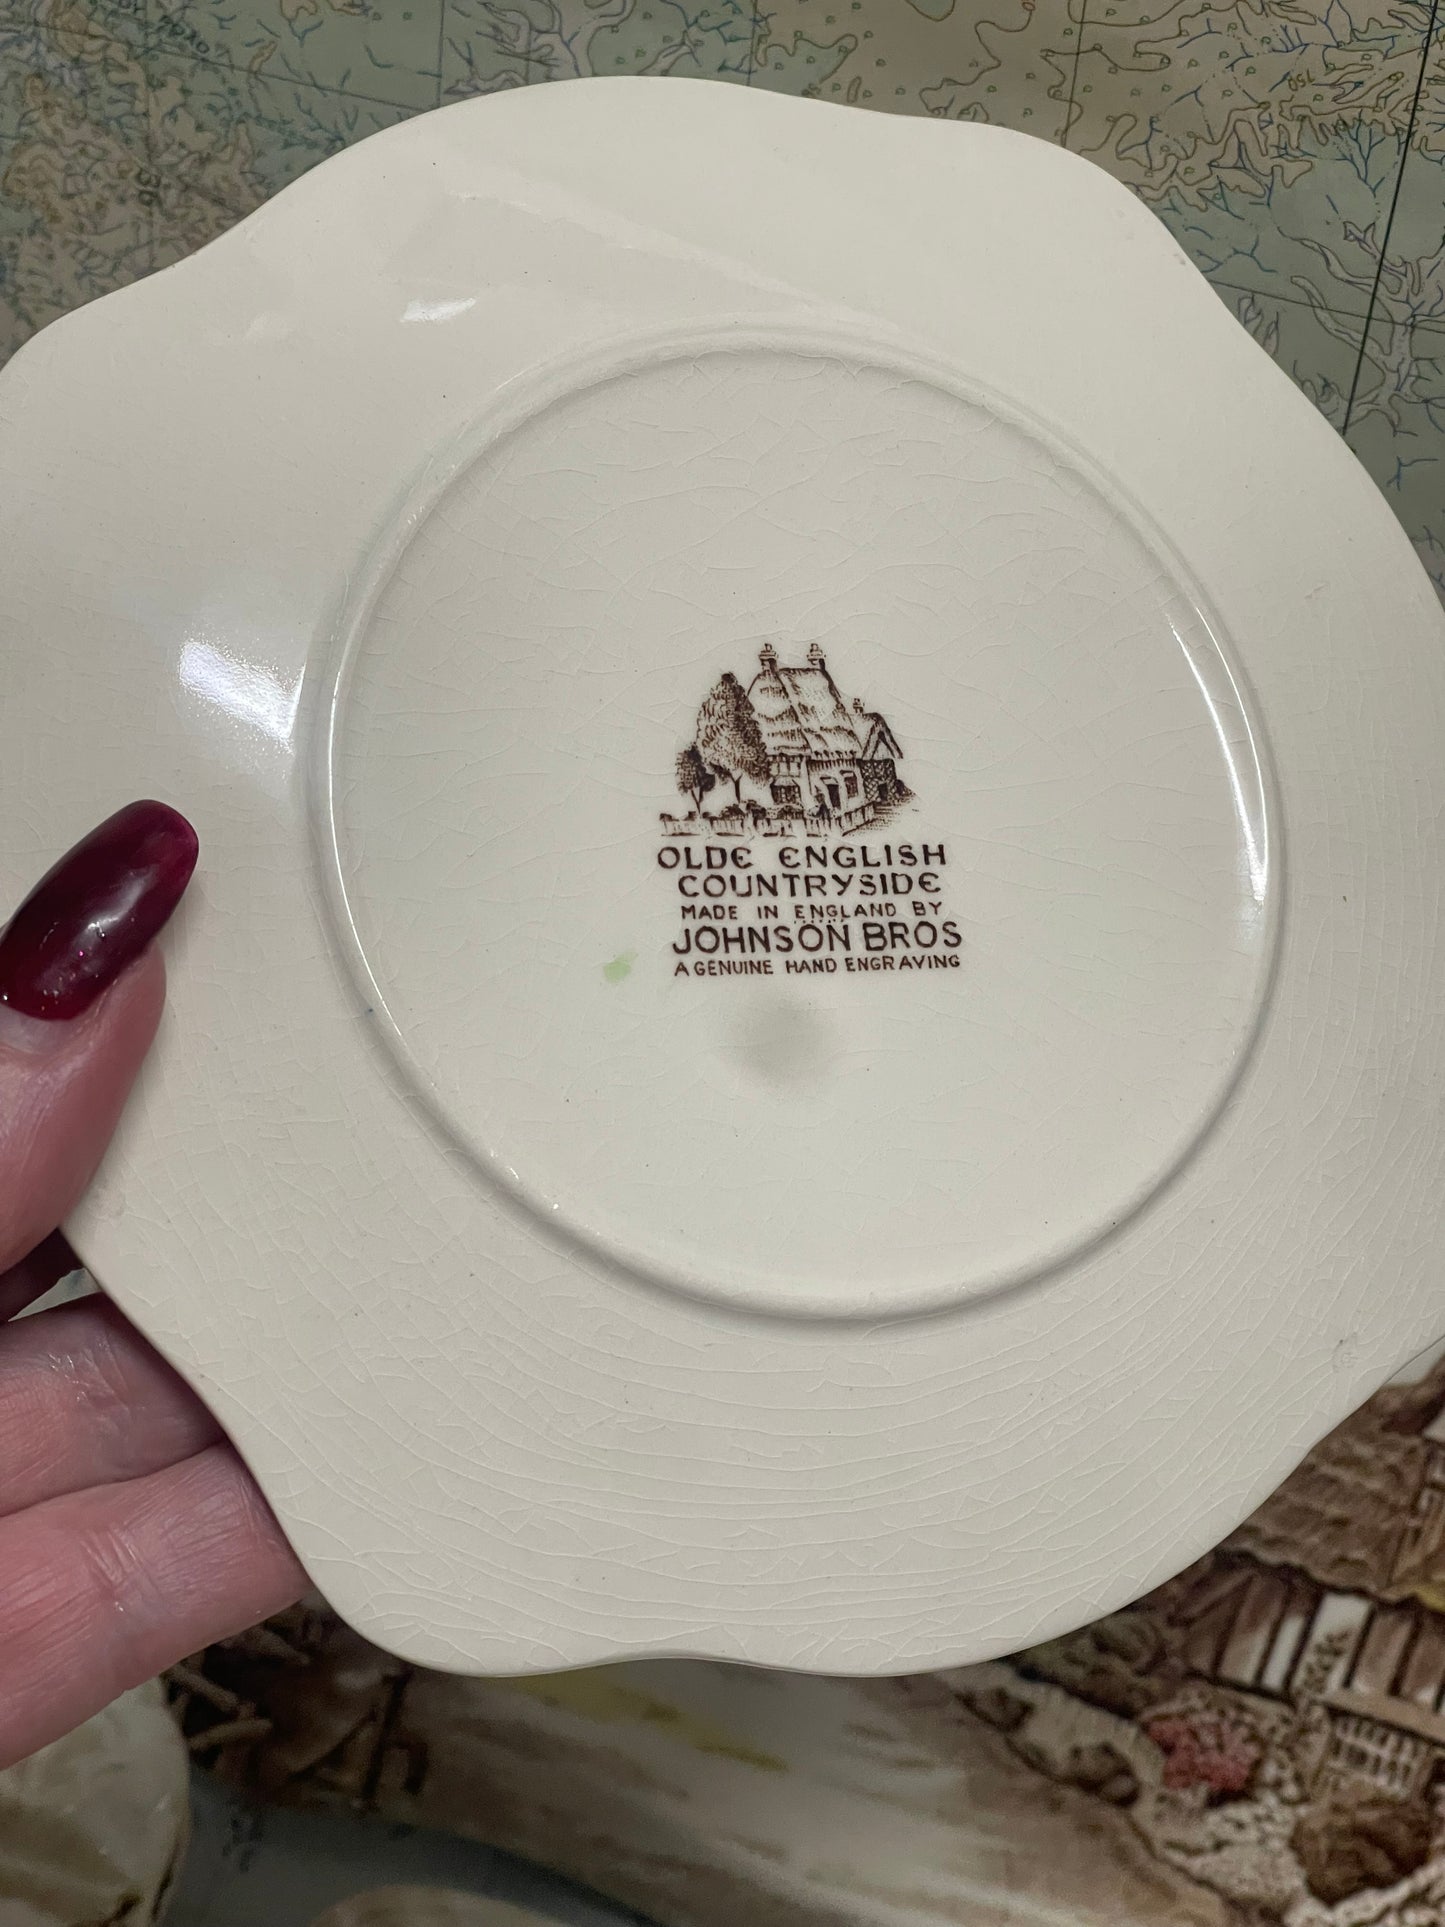 OLDE ENGLISH
COUNTRYSIDE
MADE IN ENGLAND BY
JOHNSON BROS
A GENUINE HAND ENGRAVING